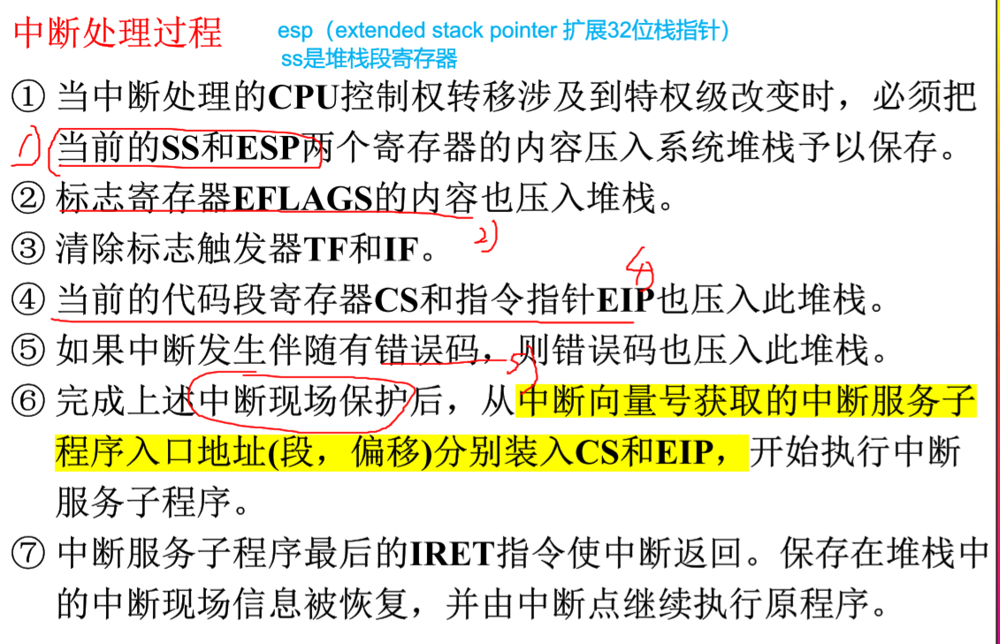 中断处理过程
esp（extended stack pointer 扩展32位栈指针）
ss是堆栈段寄存器
① 当中断处理的CPU控制权转移涉及到特权级改变时，必须把
1) 当前的SS和ESP两个寄存器的内容压入系统堆栈予以保存。
② 标志寄存器EFLAGS的内容也压入堆栈。
2)
③ 清除标志触发器TF和IF。
4)
④ 当前的代码段寄存器CS和指令指针EIP也压入此堆栈。
⑤ 如果中断发生伴随有错误码，则错误码也压入此堆栈。
5)
⑥ 完成上述中断现场保护后，从中断向量号获取的中断服务子
程序入口地址(段，偏移)分别装入CS和EIP，开始执行中断
服务子程序。
⑦ 中断服务子程序最后的IRET指令使中断返回。保存在堆栈中
的中断现场信息被恢复，并由中断点继续执行原程序。